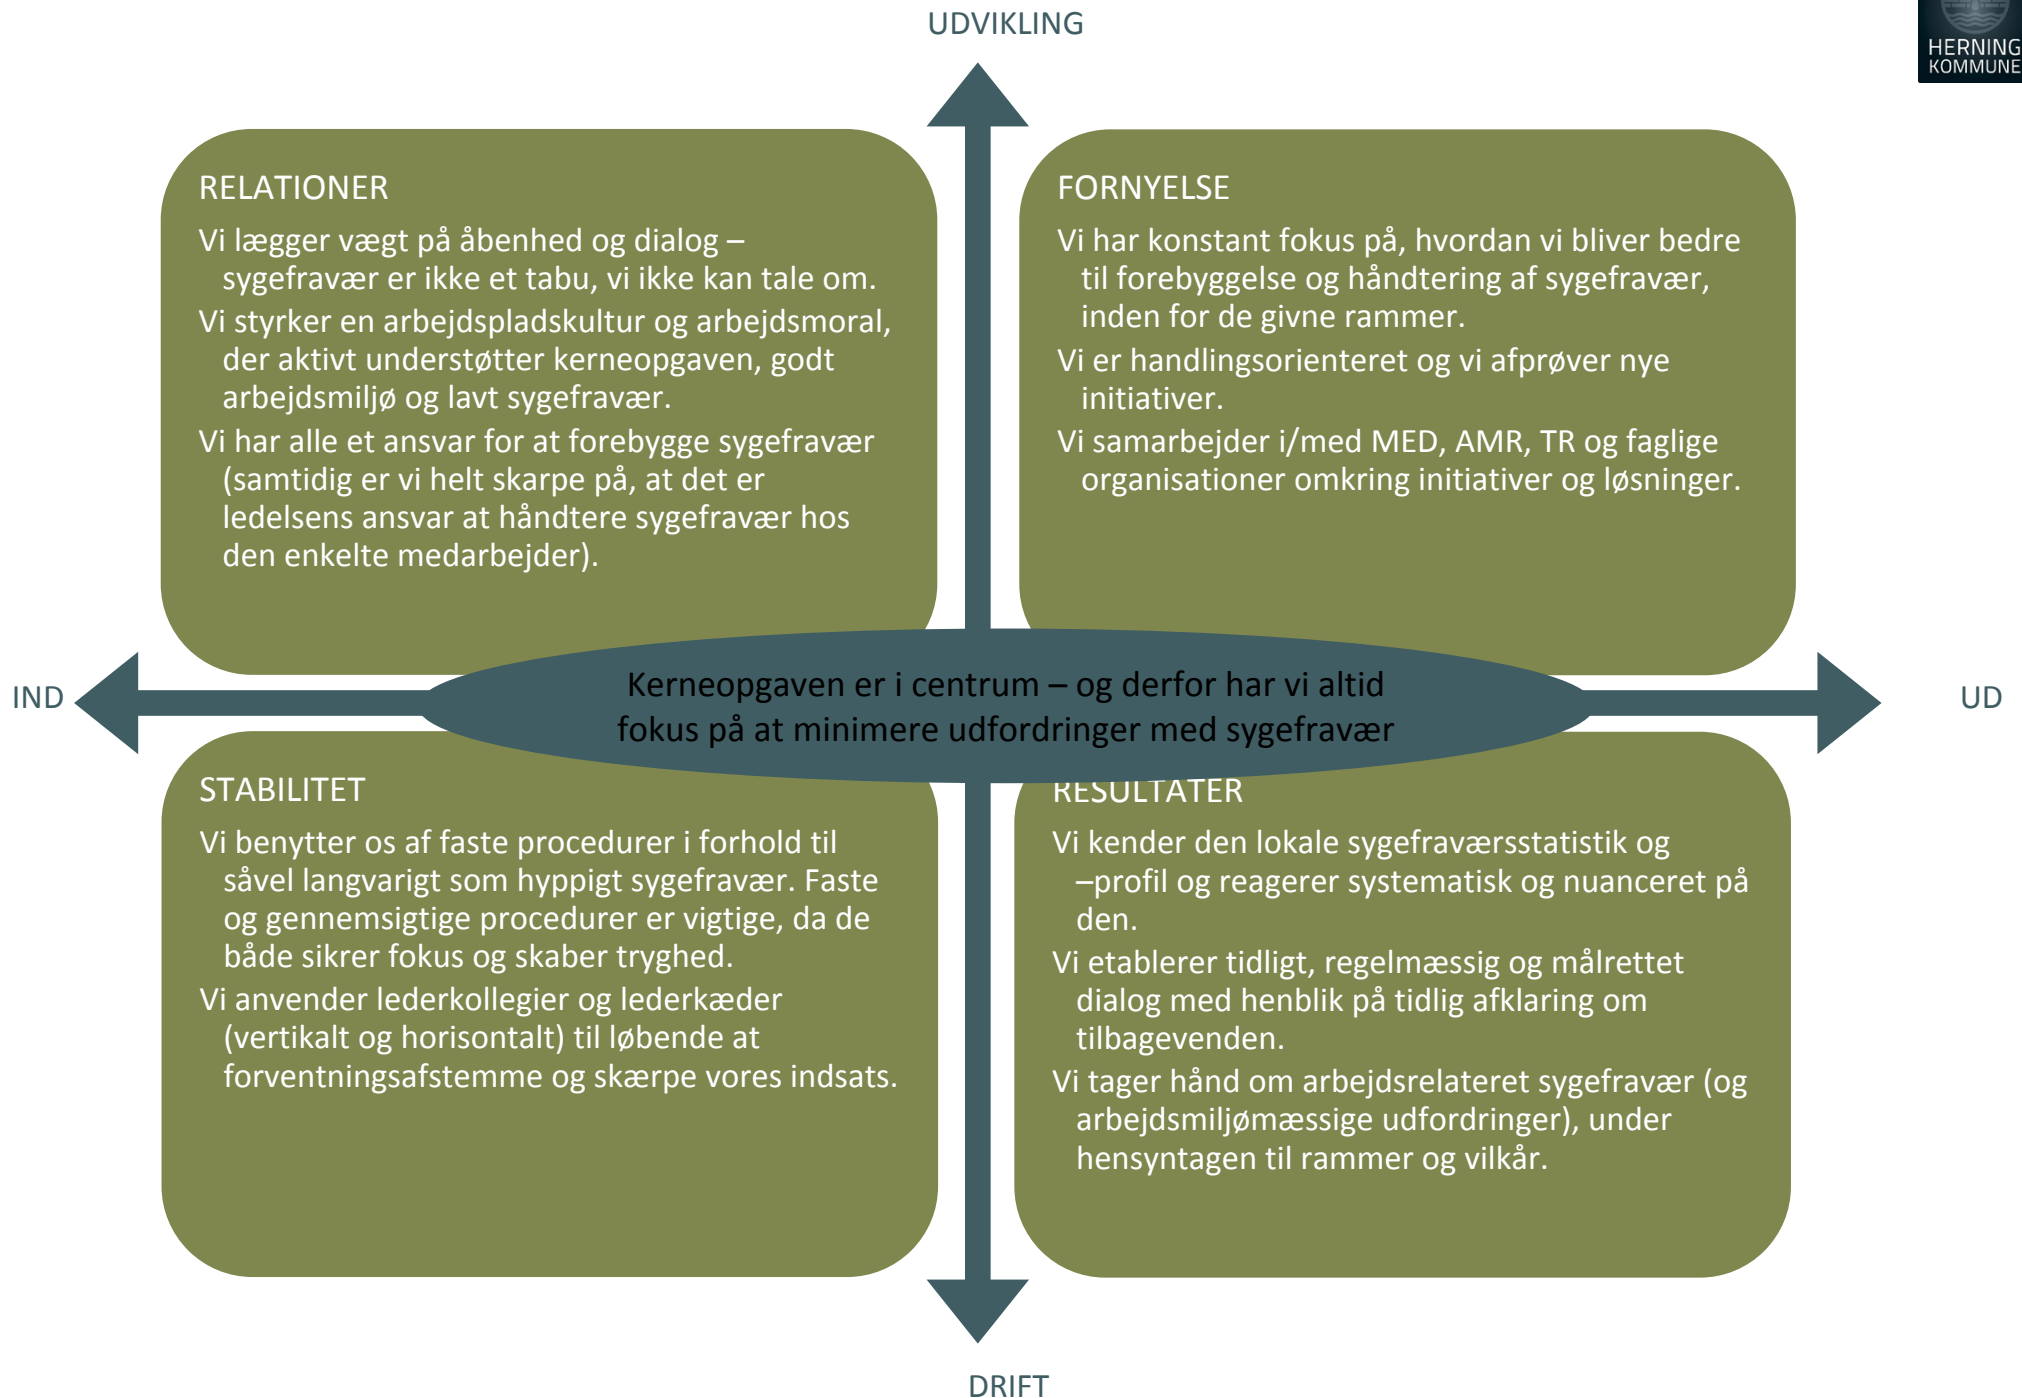 UDVIKLING
HERNING
KOMMUNE
RELATIONER
Vi lægger vægt på åbenhed og dialog –
sygefravær er ikke et tabu, vi ikke kan tale om.
Vi styrker en arbejdspladskultur og arbejdsmoral,
der aktivt understøtter kerneopgaven, godt
arbejdsmiljø og lavt sygefravær.
Vi har alle et ansvar for at forebygge sygefravær
(samtidig er vi helt skarpe på, at det er
ledelsens ansvar at håndtere sygefravær hos
den enkelte medarbejder).
FORNYELSE
Vi har konstant fokus på, hvordan vi bliver bedre
til forebyggelse og håndtering af sygefravær,
inden for de givne rammer.
Vi er handlingsorienteret og vi afprøver nye
initiativer.
Vi samarbejder i/med MED, AMR, TR og faglige
organisationer omkring initiativer og løsninger.
IND
Kerneopgaven er i centrum – og derfor har vi altid
fokus på at minimere udfordringer med sygefravær
UD
STABILITET
Vi benytter os af faste procedurer i forhold til
såvel langvarigt som hyppigt sygefravær. Faste
og gennemsigtige procedurer er vigtige, da de
både sikrer fokus og skaber tryghed.
Vi anvender lederkollegier og lederkæder
(vertikalt og horisontalt) til løbende at
forventningsafstemme og skærpe vores indsats.
RESULTATER
Vi kender den lokale sygefraværsstatistik og
–profil og reagerer systematisk og nuanceret på
den.
Vi etablerer tidligt, regelmæssig og målrettet
dialog med henblik på tidlig afklaring om
tilbagevenden.
Vi tager hånd om arbejdsrelateret sygefravær (og
arbejdsmiljømæssige udfordringer), under
hensyntagen til rammer og vilkår.
DRIFT